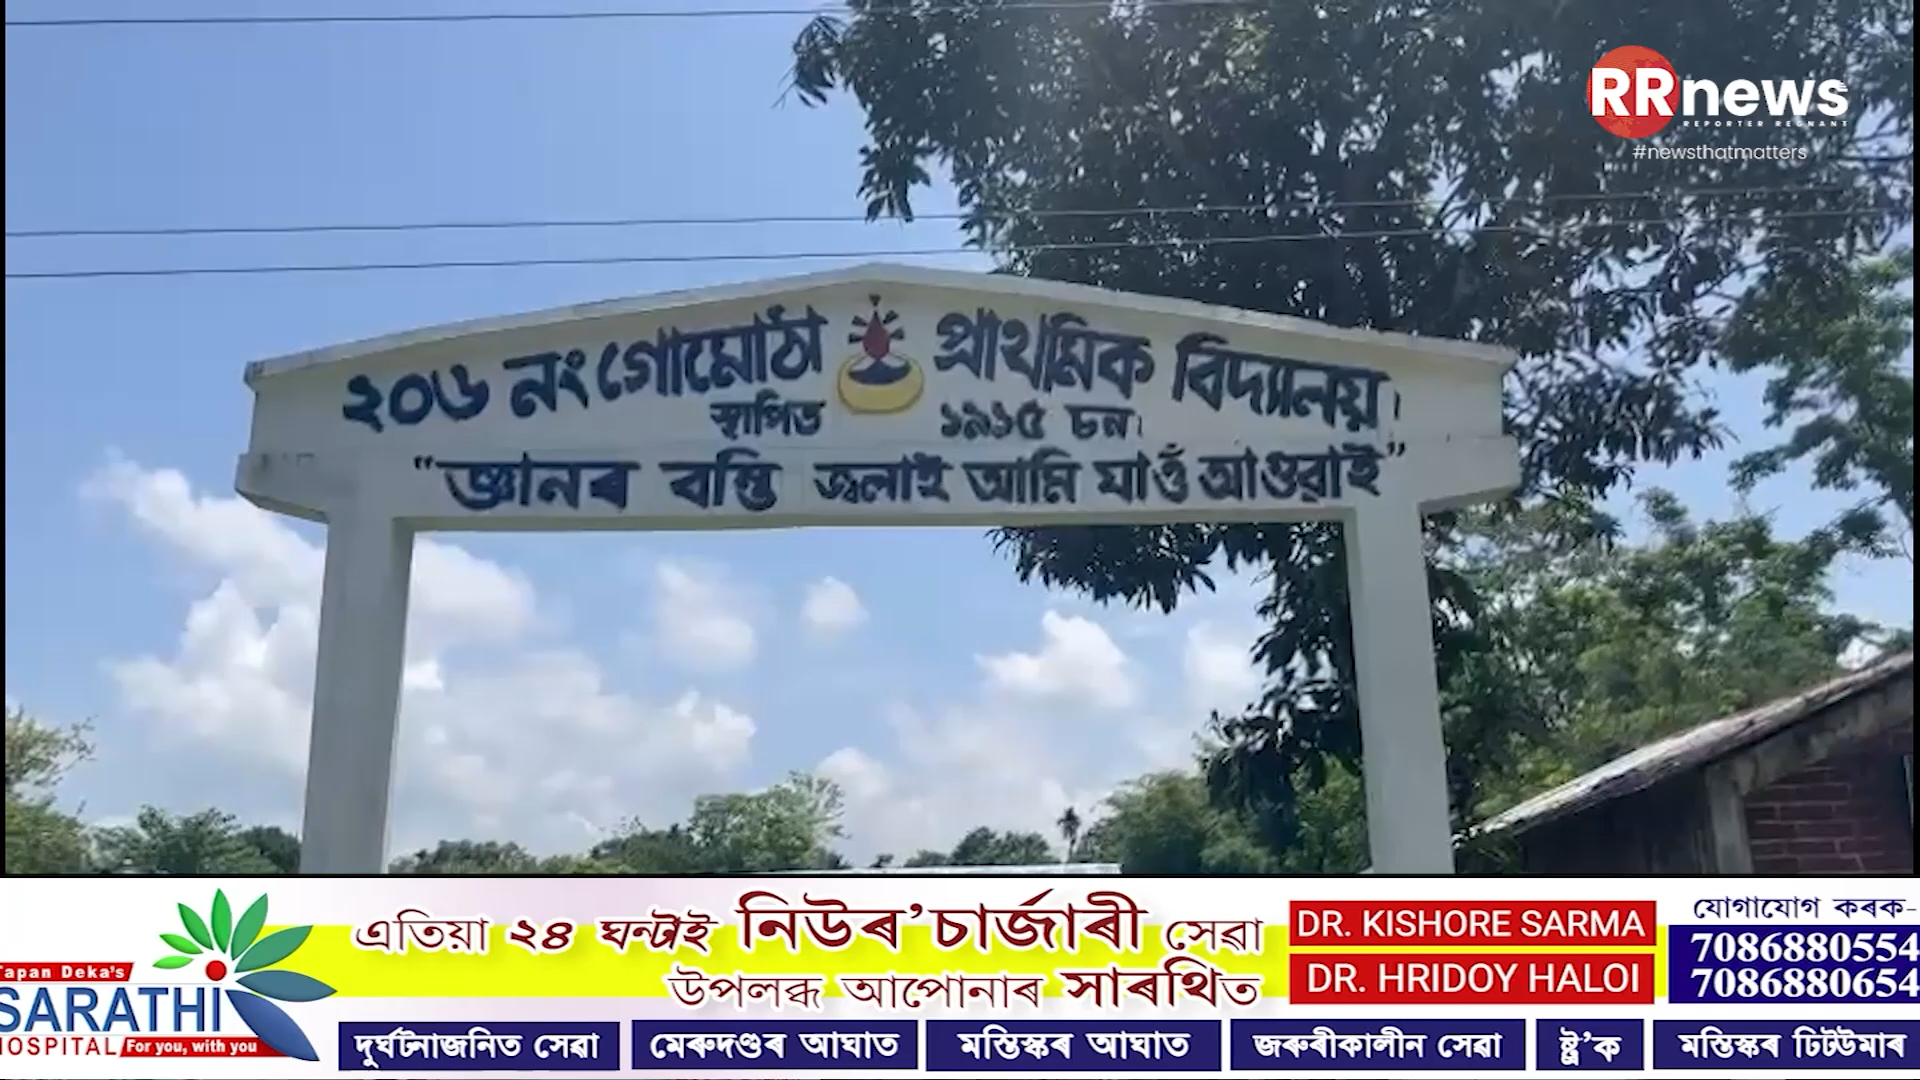 RRnews
REPORTER REGNANT
#newsthatmatters
২০৬ নং গোমোঠা প্ৰাথমিক বিদ্যালয়।
স্থাপিত ১৯১৫ চন।
“জ্ঞানৰ বন্তি জ্বলাই আমি যাওঁ আগুৱাই”
এতিয়া ২৪ ঘন্টাই নিউৰ'চাৰ্জাৰী সেৱা
উপলব্ধ আপোনাৰ সাৰথিত
DR. KISHORE SARMA
DR. HRIDOY HALOI
যোগাযোগ কৰক-
7086880554
7086880654
Tapan Deka's
SARATHI
HOSPITAL For you, with you
দুৰ্ঘটনাজনিত সেৱা
মেৰুদণ্ডৰ আঘাত
মস্তিস্কৰ আঘাত
জৰুৰীকালীন সেৱা
ষ্ট্ৰ'ক
মস্তিস্কৰ টিউমাৰ